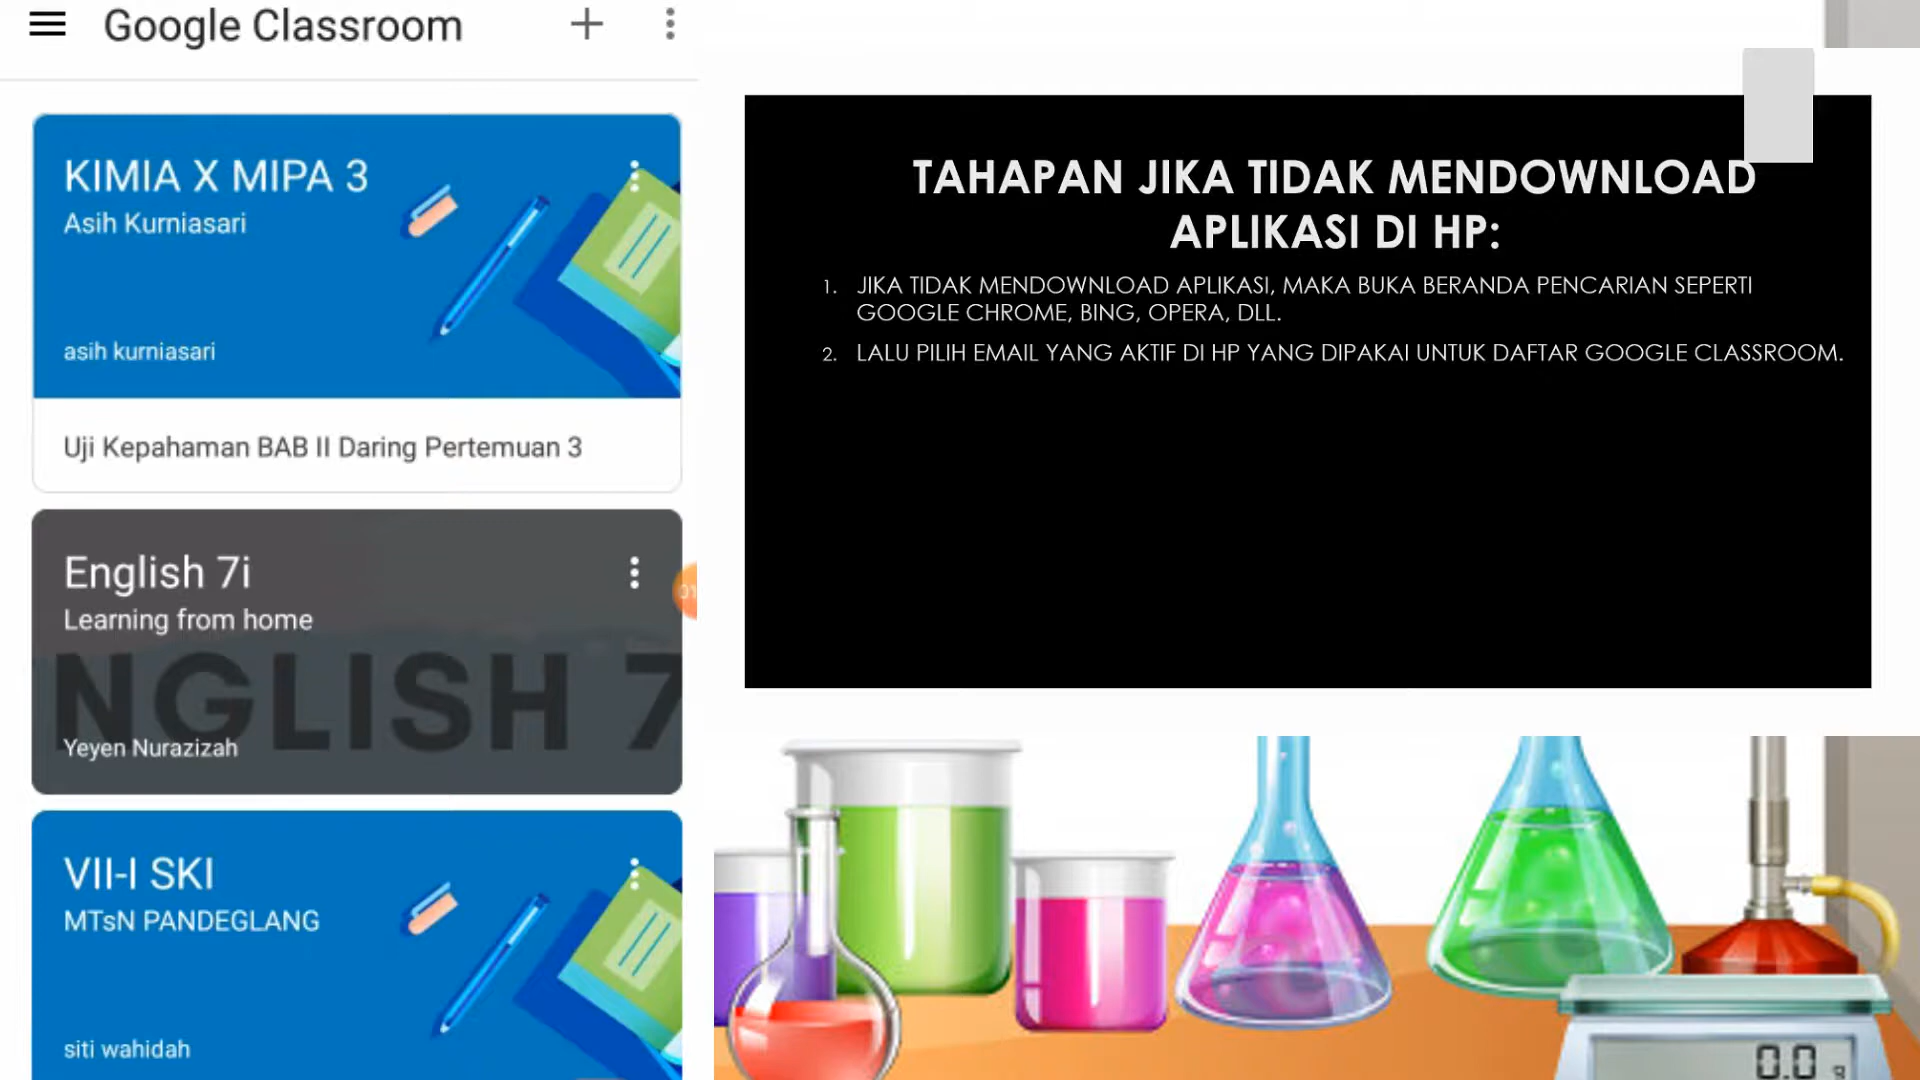 Google Classroom
KIMIA X MIPA 3
Asih Kurniasari
asih kurniasari
Uji Kepahaman BAB II Daring Pertemuan 3
English 7i
Learning from home
NGLISH 7
Yeyen Nurazizah
VII-I SKI
MTsN PANDEGLANG
siti wahidah
01
TAHAPAN JIKA TIDAK MENDOWNLOAD
APLIKASI DI HP:
1. JIKA TIDAK MENDOWNLOAD APLIKASI, MAKA BUKA BERANDA PENCARIAN SEPERTI
GOOGLE CHROME, BING, OPERA, DLL.
2. LALU PILIH EMAIL YANG AKTIF DI HP YANG DIPAKAI UNTUK DAFTAR GOOGLE CLASSROOM.
0.0 g